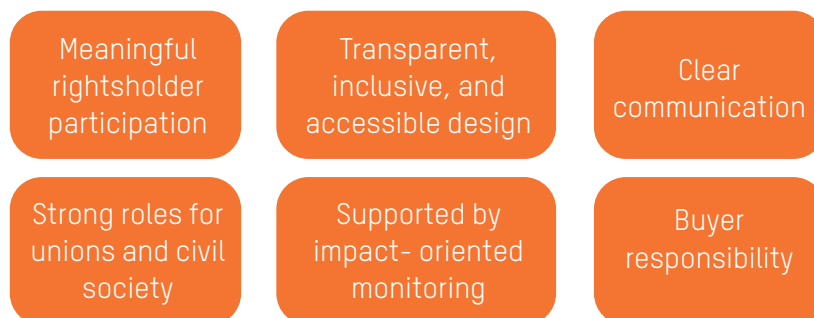 Meaningful
rightsholder
participation
Transparent,
inclusive, and
accessible design
Clear
communication
Strong roles for
unions and civil
society
Supported by
impact- oriented
monitoring
Buyer
responsibility